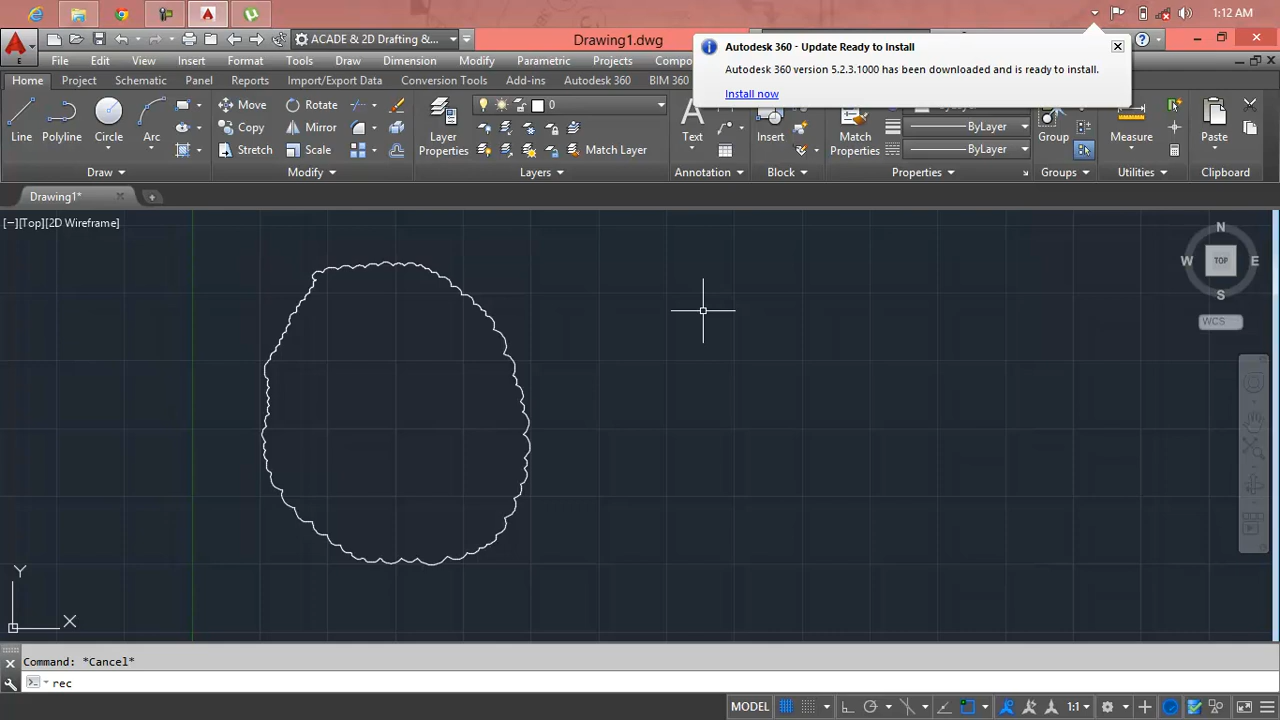 1:12 AM
ACADE & 2D Drafting &...
Drawing1.dwg
Autodesk 360 - Update Ready to Install
Autodesk 360 version 5.2.3.1000 has been downloaded and is ready to install.
Install now
E
File Edit View Insert Format Tools Draw Dimension Modify Parametric Projects
Home Project Schematic Panel Reports Import/Export Data Conversion Tools Add-ins Autodesk 360 BIM 360
Line Polyline Circle Arc
Move Rotate
Copy Mirror
Stretch Scale
Layer Properties
0
Match Layer
Text Insert
Match Properties
ByLayer
ByLayer
Group Measure Paste
Draw Modify Layers Annotation Block Properties Groups Utilities Clipboard
Drawing1*
[−][Top][2D Wireframe]
N
W TOP E
S
WCS
Y
X
Command: *Cancel*
rec
MODEL 1:1